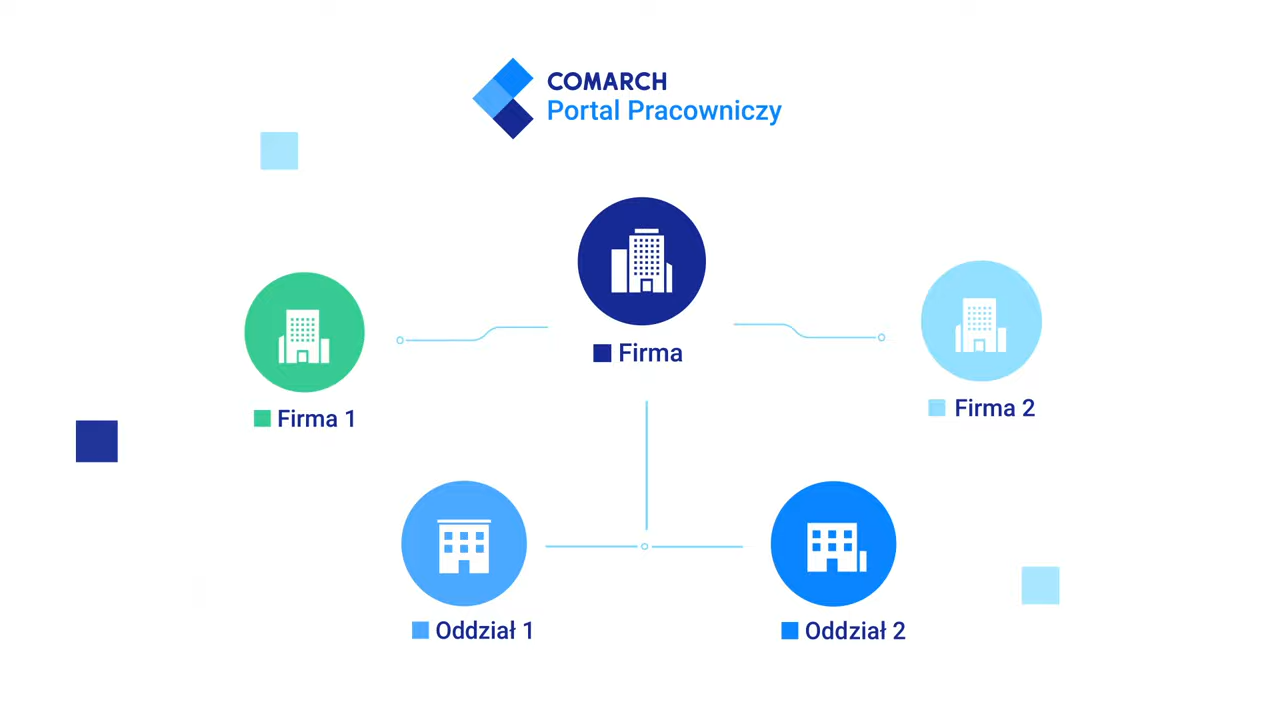 COMARCH
Portal Pracowniczy
Firma
Firma 1
Firma 2
Oddział 1
Oddział 2